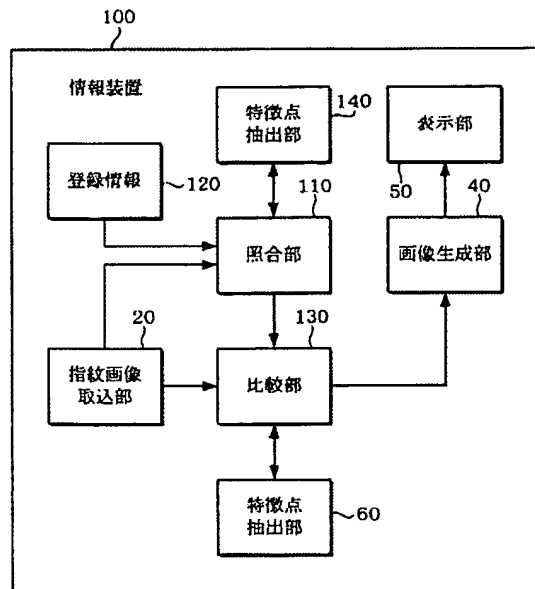 100
情報装置
特徴点
抽出部
140
表示部
登録情報
120
110
50
40
照合部
画像生成部
20
130
指紋画像
取込部
比較部
特徴点
抽出部
60